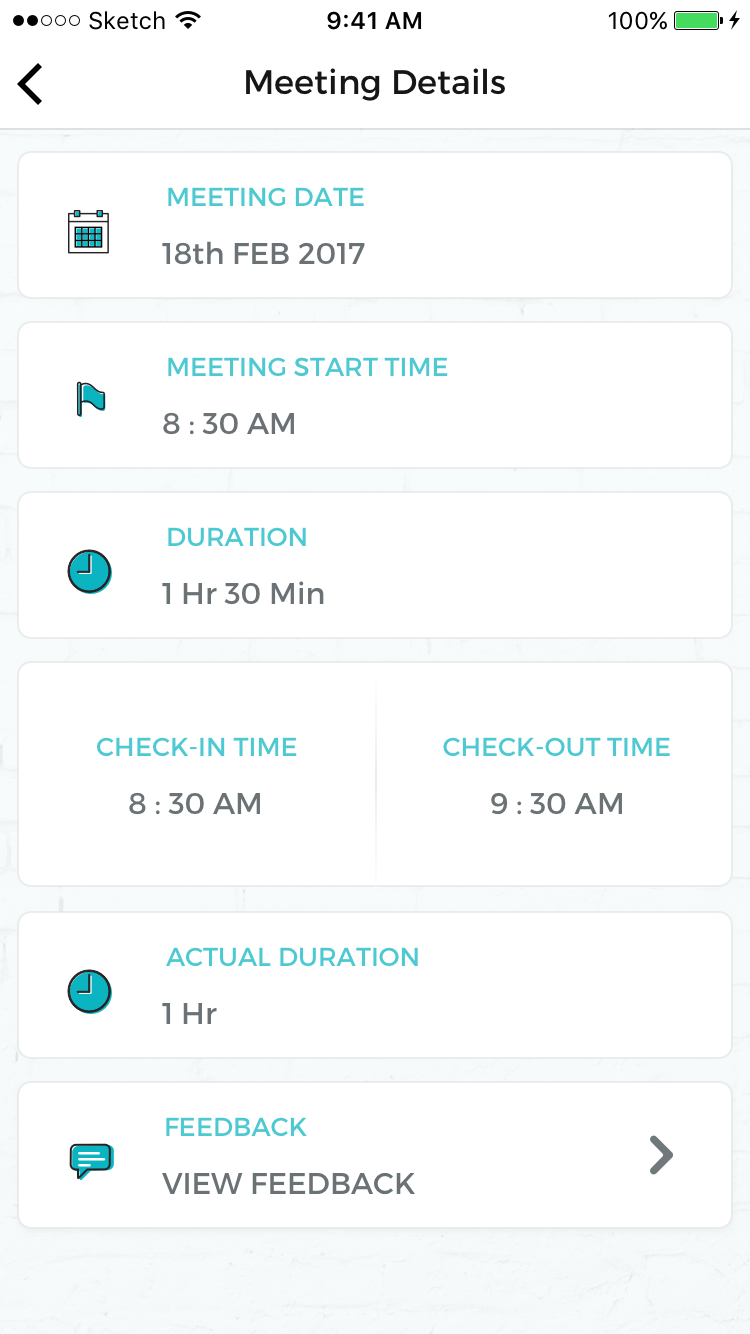 Sketch 9:41 AM 100%
Meeting Details
MEETING DATE
18th FEB 2017
MEETING START TIME
8 : 30 AM
DURATION
1 Hr 30 Min
CHECK-IN TIME
8 : 30 AM
CHECK-OUT TIME
9 : 30 AM
ACTUAL DURATION
1 Hr
FEEDBACK
VIEW FEEDBACK